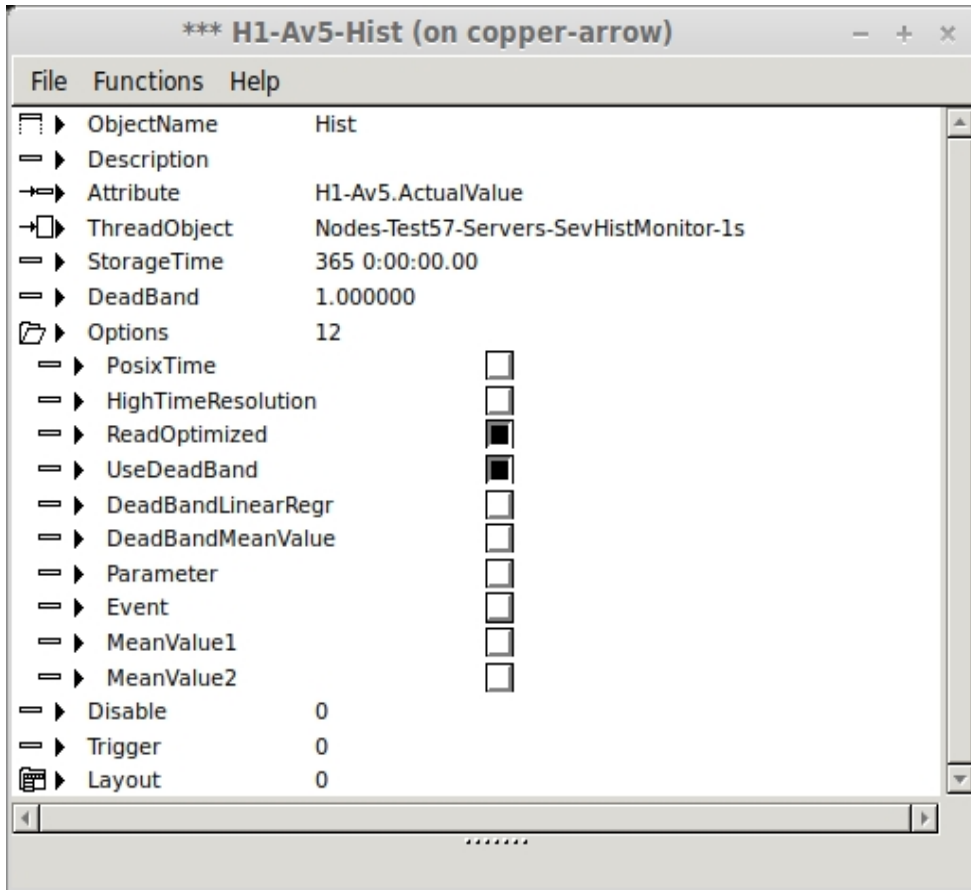 *** H1-Av5-Hist (on copper-arrow)
File Functions Help
ObjectName Hist
Description
Attribute H1-Av5.ActualValue
ThreadObject Nodes-Test57-Servers-SevHistMonitor-1s
StorageTime 365 0:00:00.00
DeadBand 1.000000
Options 12
PosixTime
HighTimeResolution
ReadOptimized
UseDeadBand
DeadBandLinearRegr
DeadBandMeanValue
Parameter
Event
MeanValue1
MeanValue2
Disable 0
Trigger 0
Layout 0